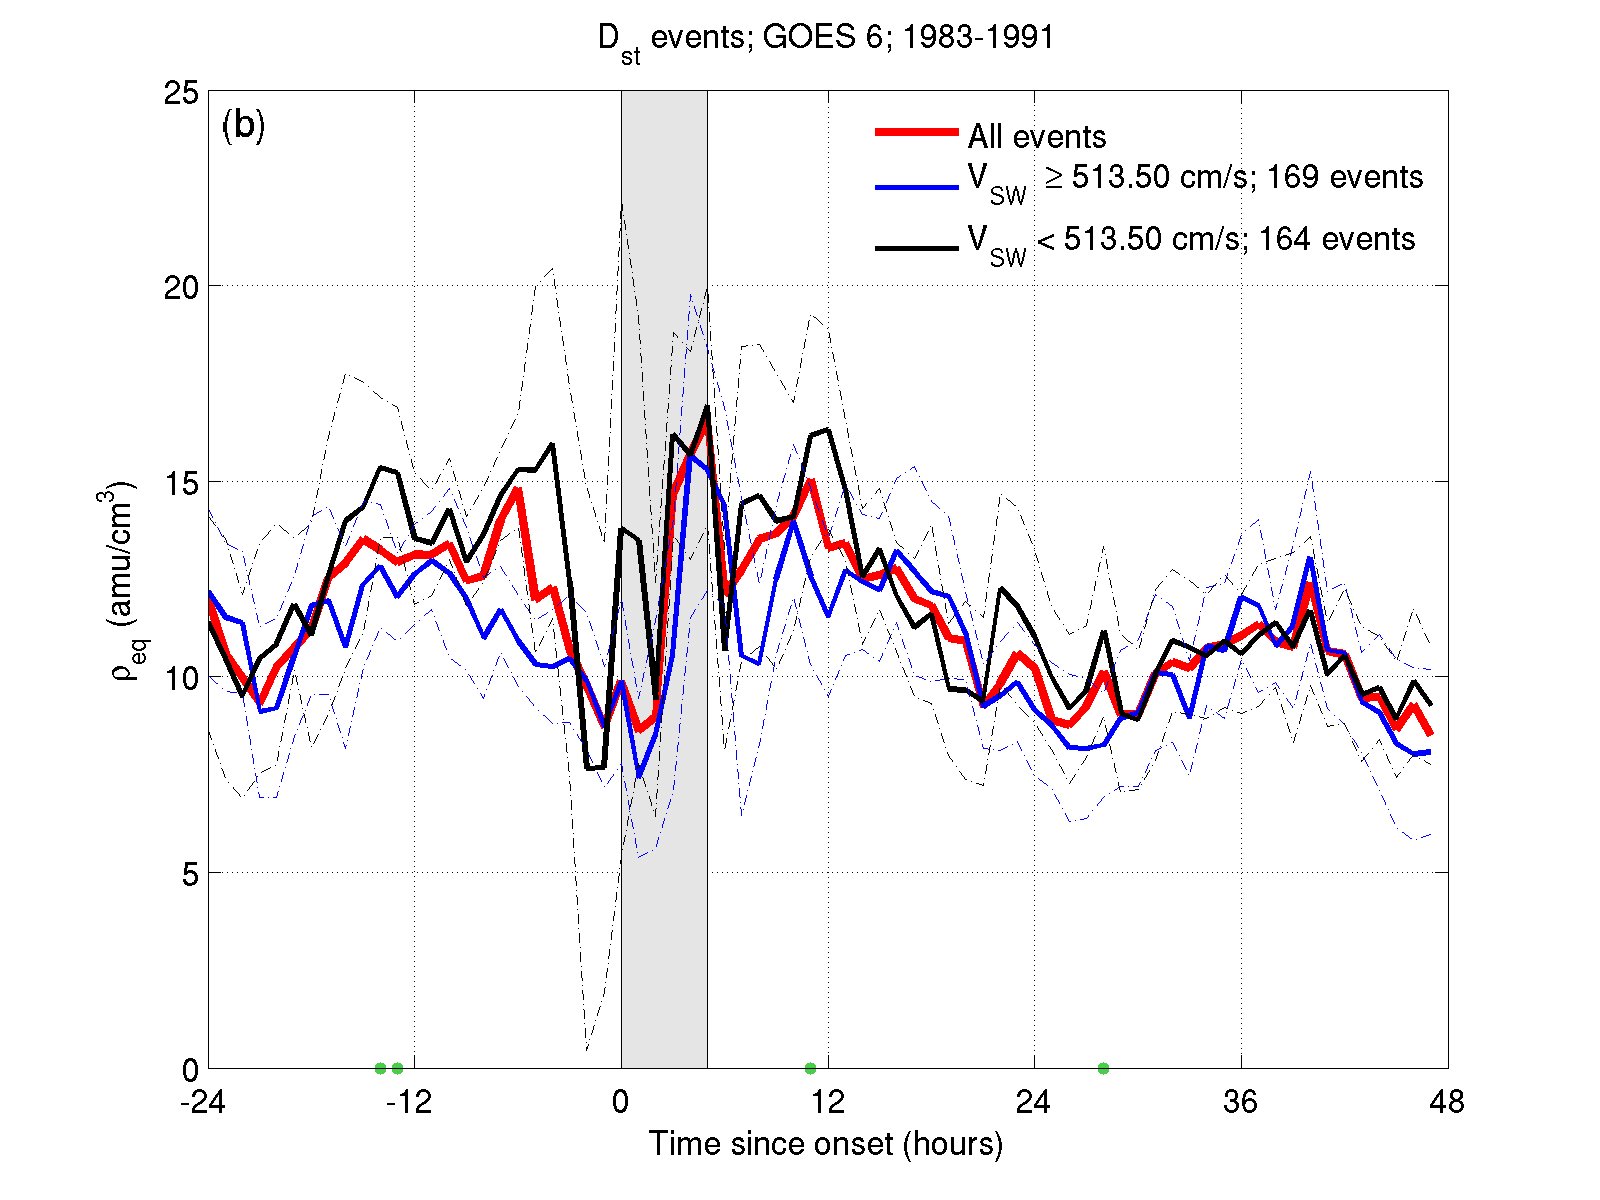 D_st events; GOES 6; 1983-1991
(b)
All events
V_SW ≥ 513.50 cm/s; 169 events
V_SW < 513.50 cm/s; 164 events
25
20
15
10
5
0
ρ_eq (amu/cm^3)
-24 -12 0 12 24 36 48
Time since onset (hours)